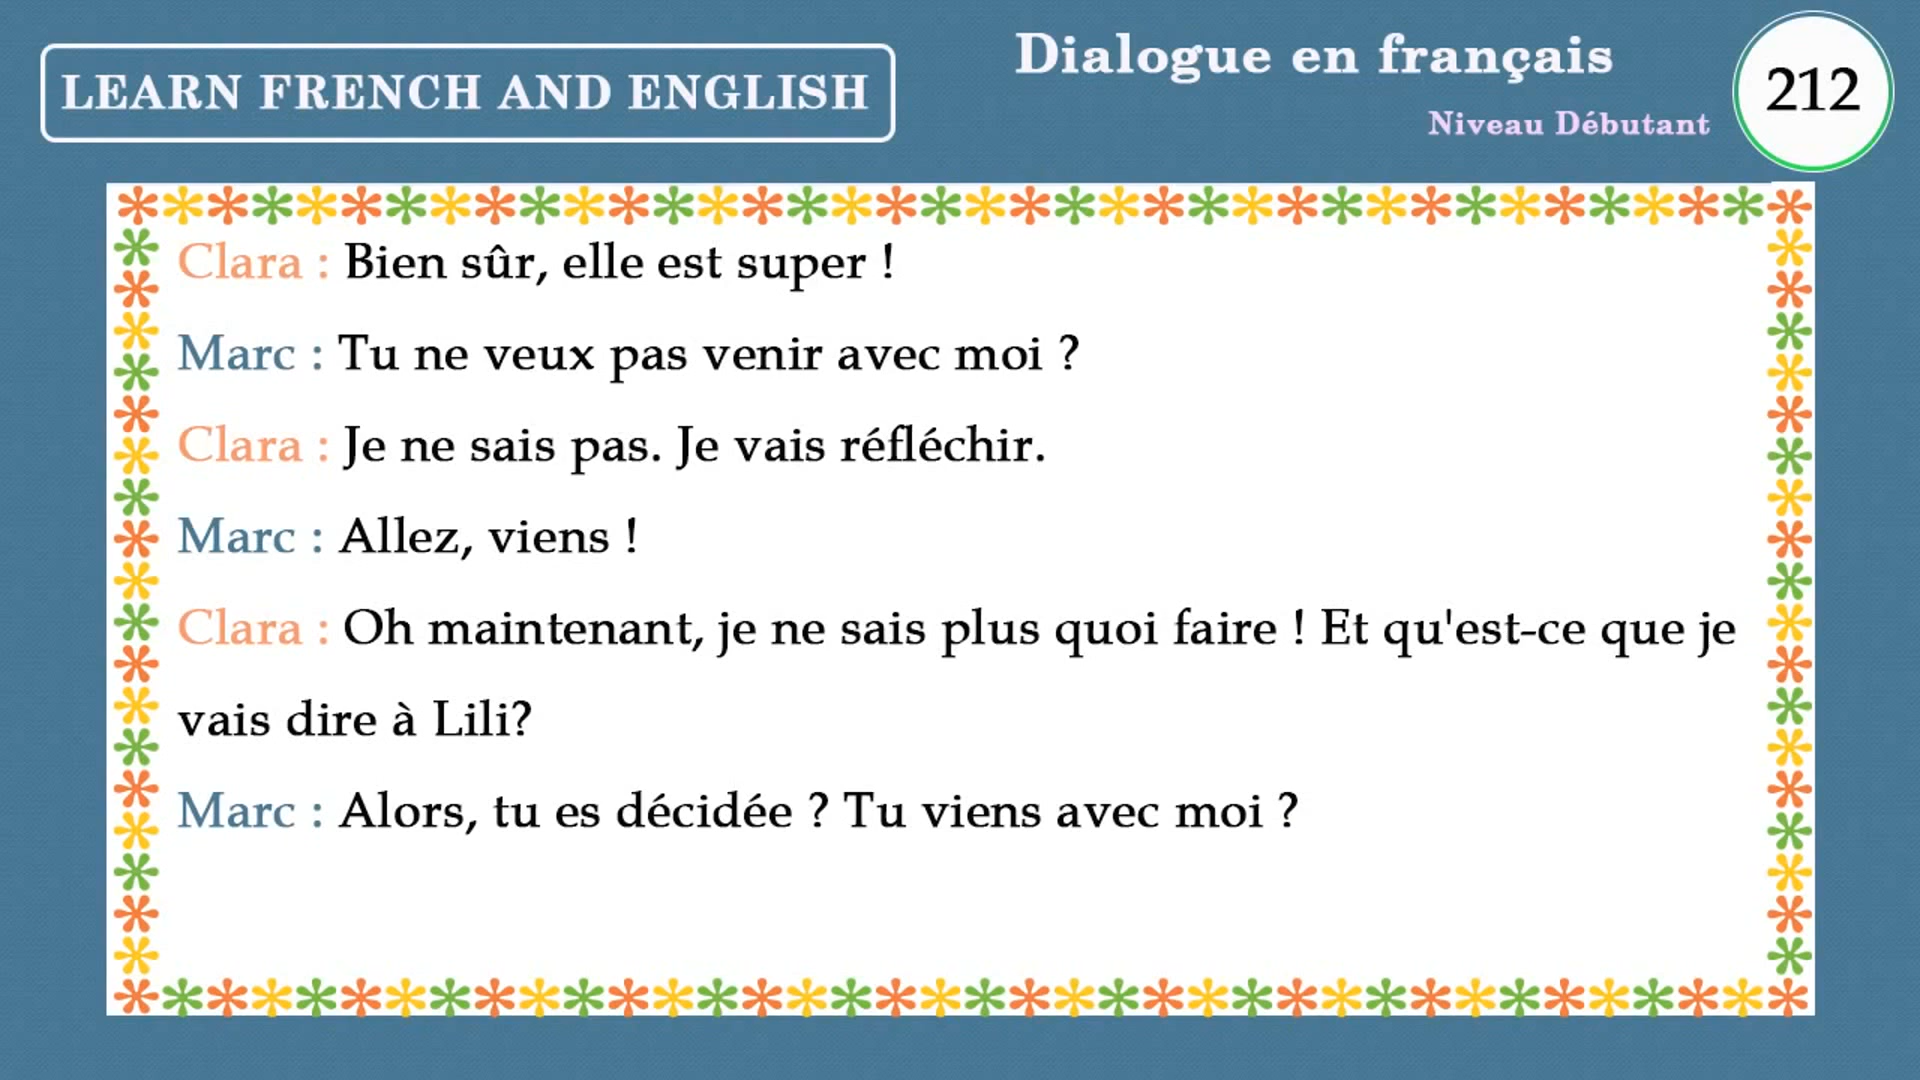 LEARN FRENCH AND ENGLISH
Dialogue en français
Niveau Débutant
212
Clara : Bien sûr, elle est super !
Marc : Tu ne veux pas venir avec moi ?
Clara : Je ne sais pas. Je vais réfléchir.
Marc : Allez, viens !
Clara : Oh maintenant, je ne sais plus quoi faire ! Et qu'est-ce que je
vais dire à Lili?
Marc : Alors, tu es décidée ? Tu viens avec moi ?